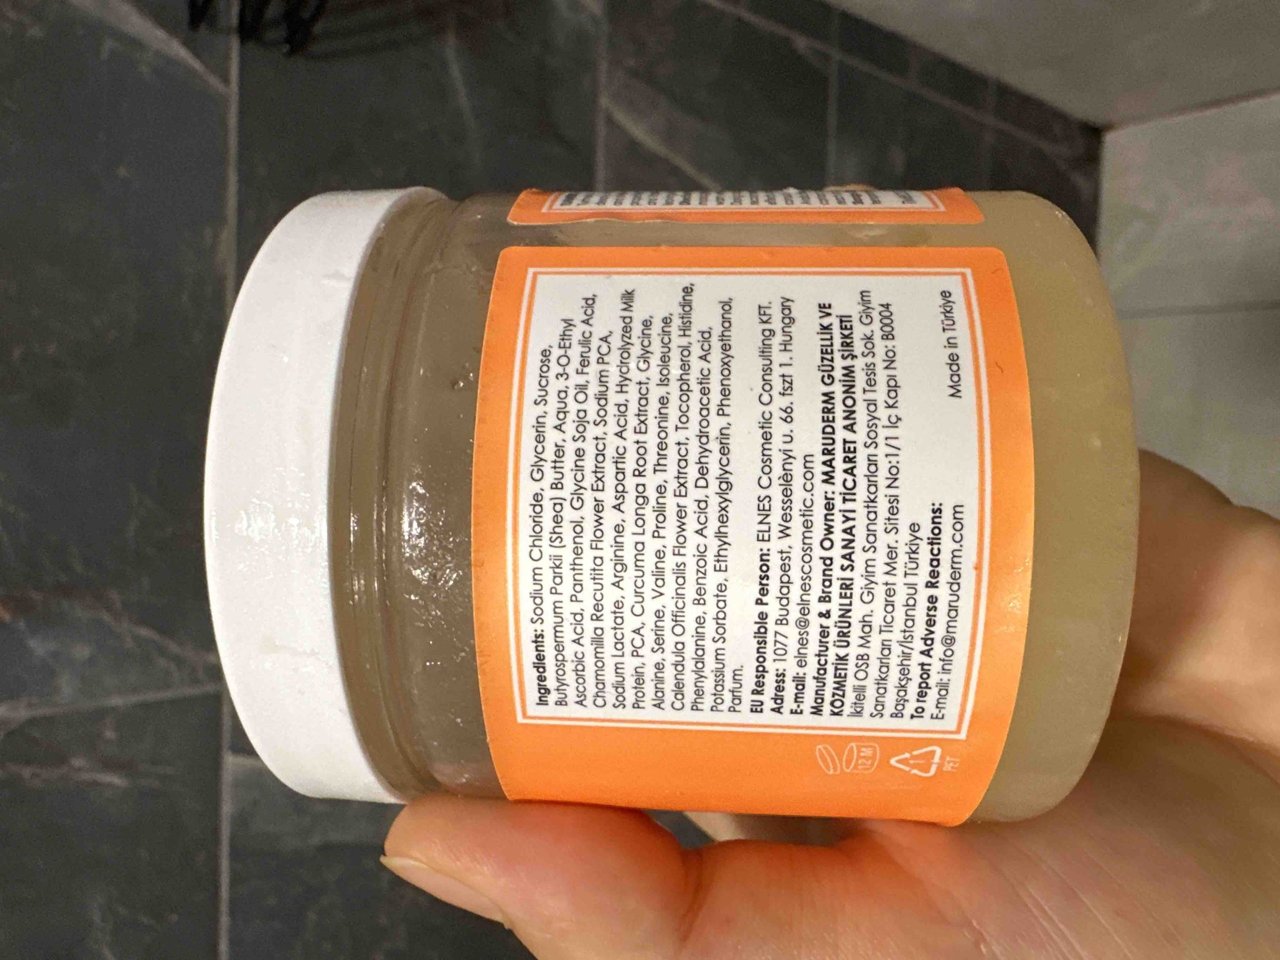 Ingredients: Sodium Chloride, Glycerin, Sucrose,
Butyrospermum Parkii (Shea) Butter, Aqua, 3-O-Ethyl
Ascorbic Acid, Panthenol, Glycine Soja Oil, Ferulic Acid,
Chamomilla Recutita Flower Extract, Sodium PCA,
Sodium Lactate, Arginine, Aspartic Acid, Hydrolyzed Milk
Protein, PCA, Curcuma Longa Root Extract, Glycine,
Alanine, Serine, Valine, Proline, Threonine, Isoleucine,
Calendula Officinalis Flower Extract, Tocopherol, Histidine,
Phenylalanine, Benzoic Acid, Dehydroacetic Acid,
Potassium Sorbate, Ethylhexylglycerin, Phenoxyethanol,
Parfum.
EU Responsible Person: ELNES Cosmetic Consulting KFT.
Adress: 1077 Budapest, Wesselènyi u. 66. fszt 1. Hungary
E-mail: elnes@elnescosmetic.com
Manufacturer & Brand Owner: MARUDERM GÜZELLİK VE
KOZMETİK ÜRÜNLERİ SANAYİ TİCARET ANONİM ŞİRKETİ
İkitelli OSB Mah. Giyim Sanatkarları Sosyal Tesis Sok. Giyim
Sanatkarları Ticaret Mer. Sitesi No:1/1 İç Kapı No: B0004
Başakşehir/İstanbul Türkiye
To report Adverse Reactions:
E-mail: info@maruderm.com Made in Türkiye
12 M
1
PET